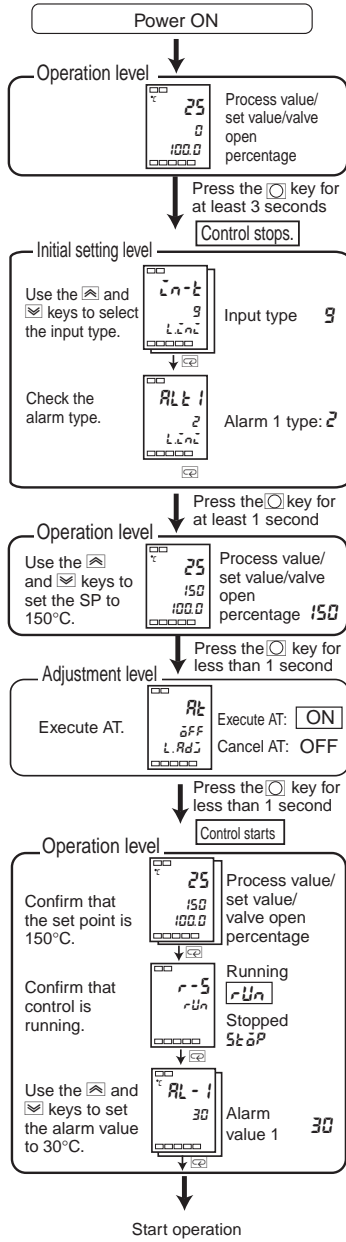 Power ON
Operation level
°C
25
0
100.0
Process value/
set value/valve
open
percentage
Press the key for
at least 3 seconds
Control stops.
Initial setting level
Use the and
keys to select
the input type.
in-t
9
L.int
Input type 9
Check the
alarm type.
ALt1
2
L.int
Alarm 1 type: 2
Press the key for
at least 1 second
Operation level
Use the
and keys to
set the SP to
150°C.
°C
25
150
100.0
Process value/
set value/valve
open
percentage 150
Press the key for
less than 1 second
Adjustment level
Execute AT.
At
oFF
L.AdJ
Execute AT: ON
Cancel AT: OFF
Press the key for
less than 1 second
Control starts
Operation level
Confirm that
the set point is
150°C.
°C
25
150
100.0
Process value/
set value/
valve open
percentage
Confirm that
control is
running.
r-S
rUn
Running
rUn
Stopped
StoP
Use the and
keys to set
the alarm value
to 30°C.
°C
AL-1
30
Alarm
value 1 30
Start operation